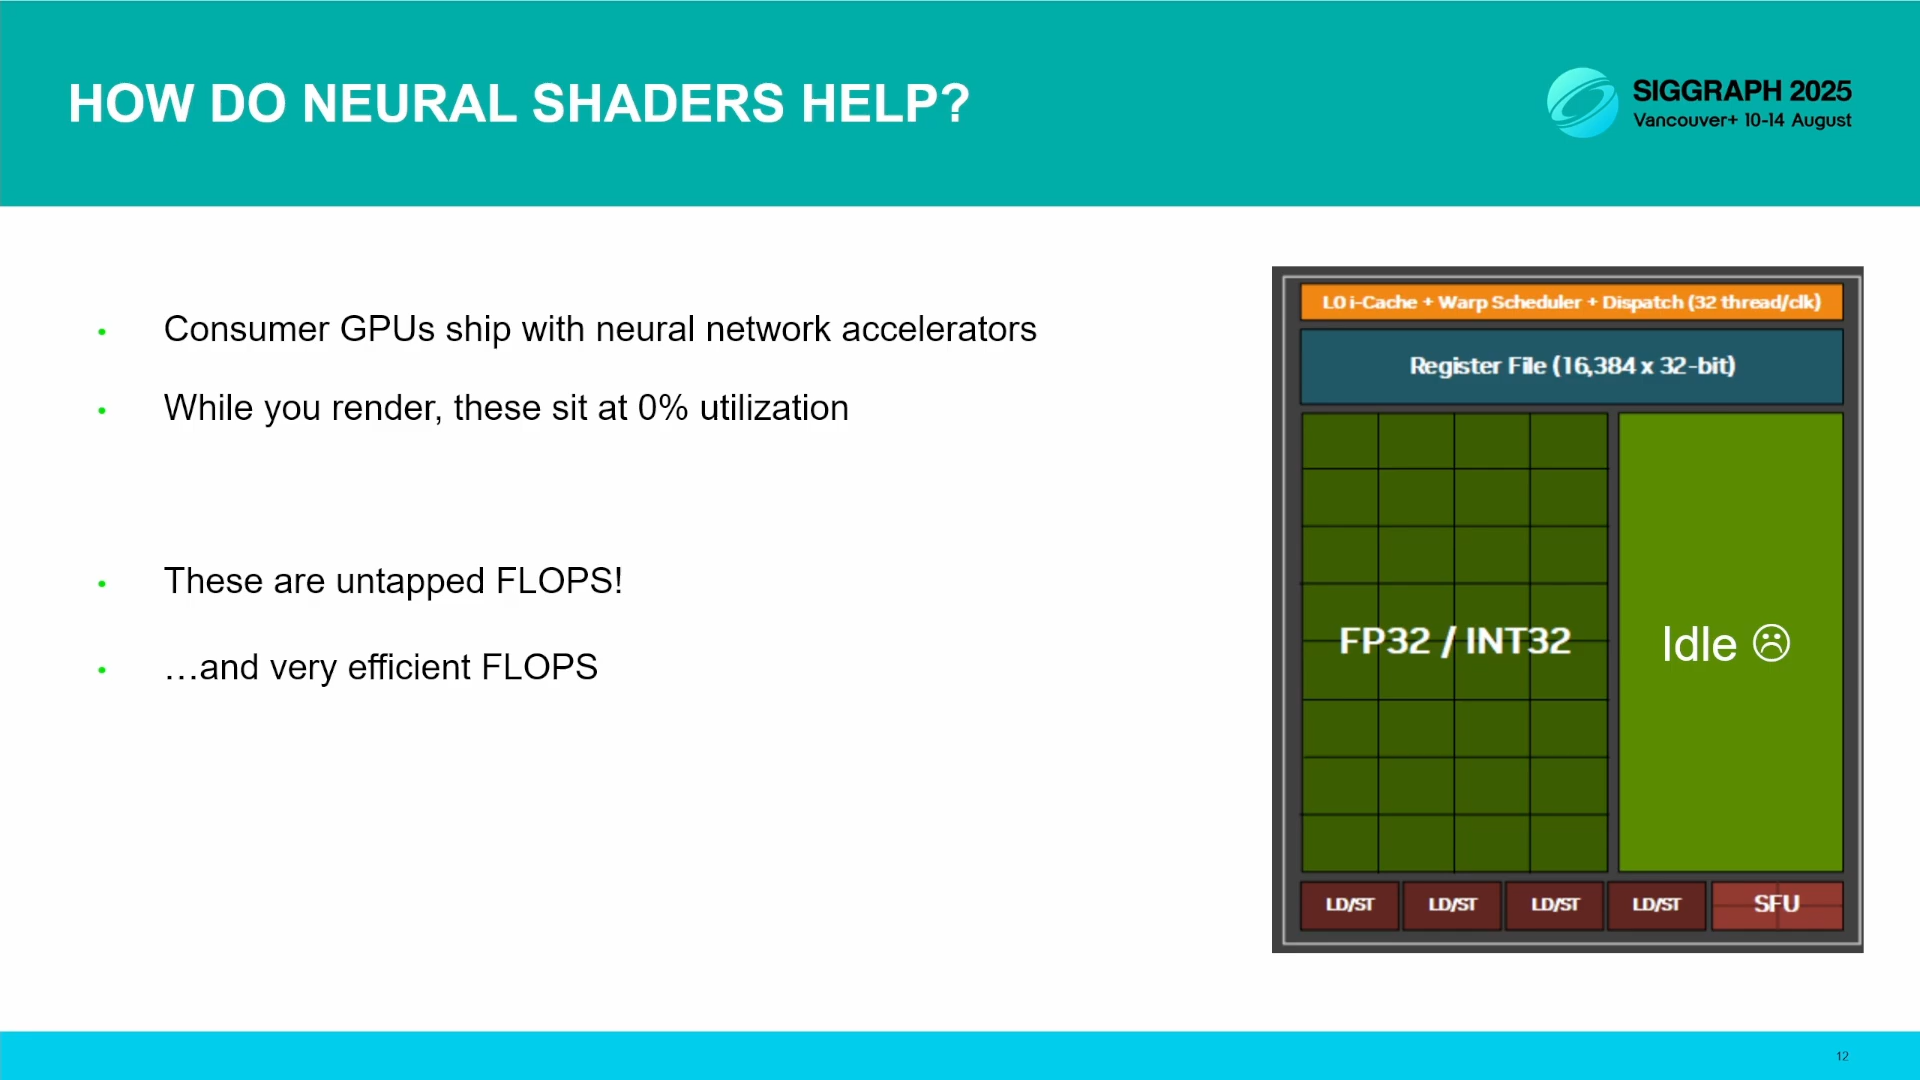 HOW DO NEURAL SHADERS HELP?
SIGGRAPH 2025
Vancouver+ 10-14 August
• Consumer GPUs ship with neural network accelerators
• While you render, these sit at 0% utilization
• These are untapped FLOPS!
• …and very efficient FLOPS
L0 i-Cache + Warp Scheduler + Dispatch (32 thread/clk)
Register File (16,384 x 32-bit)
FP32 / INT32
Idle ☹
LD/ST LD/ST LD/ST LD/ST SFU
12